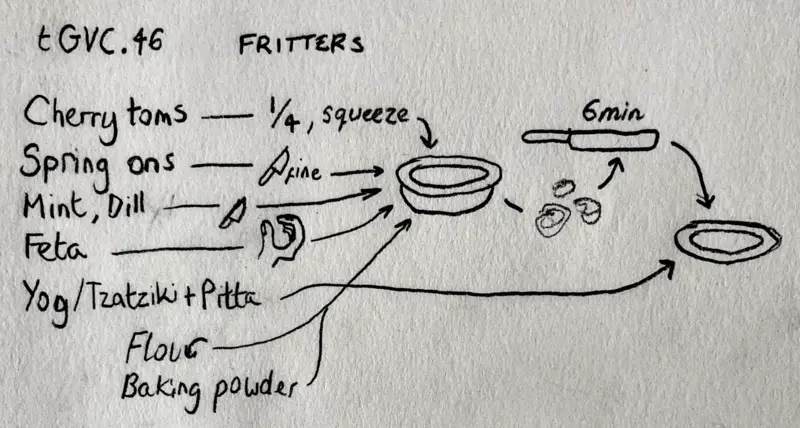 tGVC.46 FRITTERS
Cherry toms 1/4, squeeze
6min
Spring ons fine
Mint, Dill
Feta
Yog/Tzatziki + Pitta
Flour
Baking powder